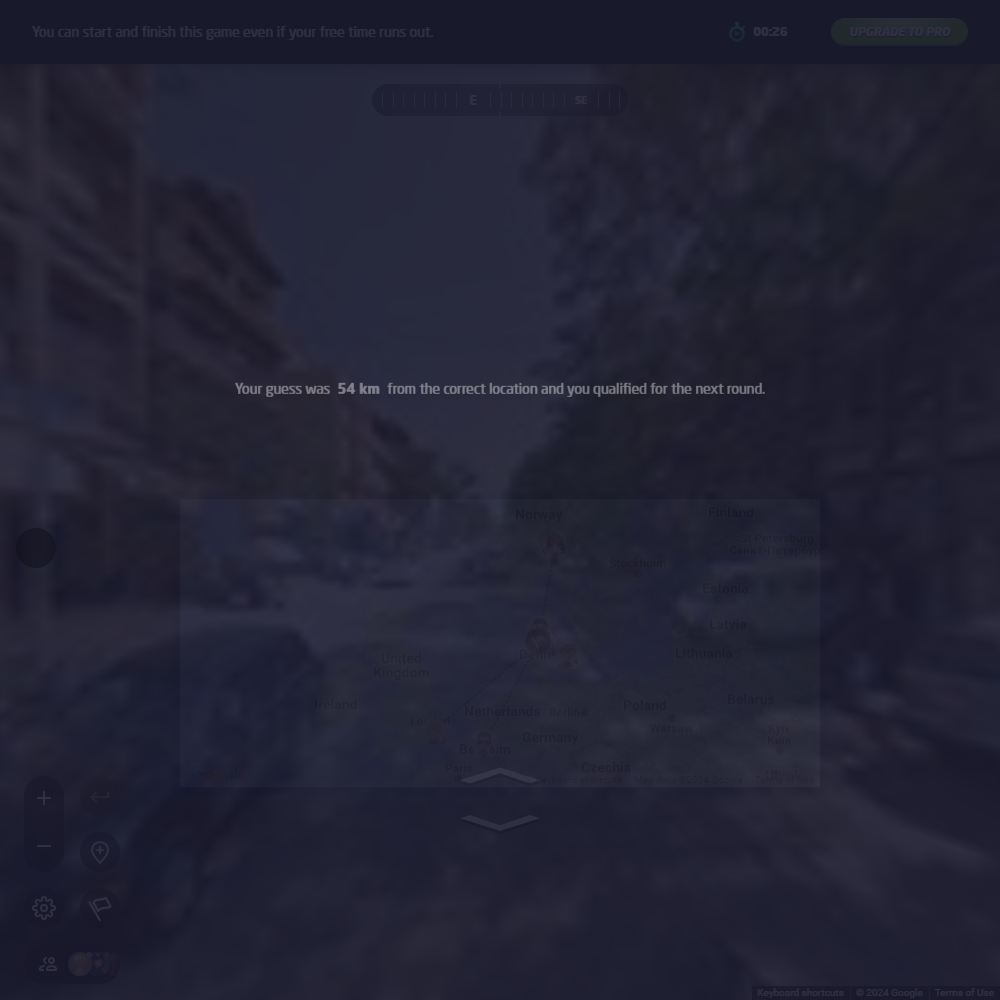 You can start and finish this game even if your free time runs out.
00:26
UPGRADE TO PRO
E
SE
Your guess was 54 km from the correct location and you qualified for the next round.
Norway
Finland
Stockholm
Estonia
Latvia
United Kingdom
Lithuania
Ireland
Netherlands
Berlin
Poland
Belarus
Warsaw
Germany
Paris
Czechia
Keyboard shortcuts
© 2024 Google
Terms of Use